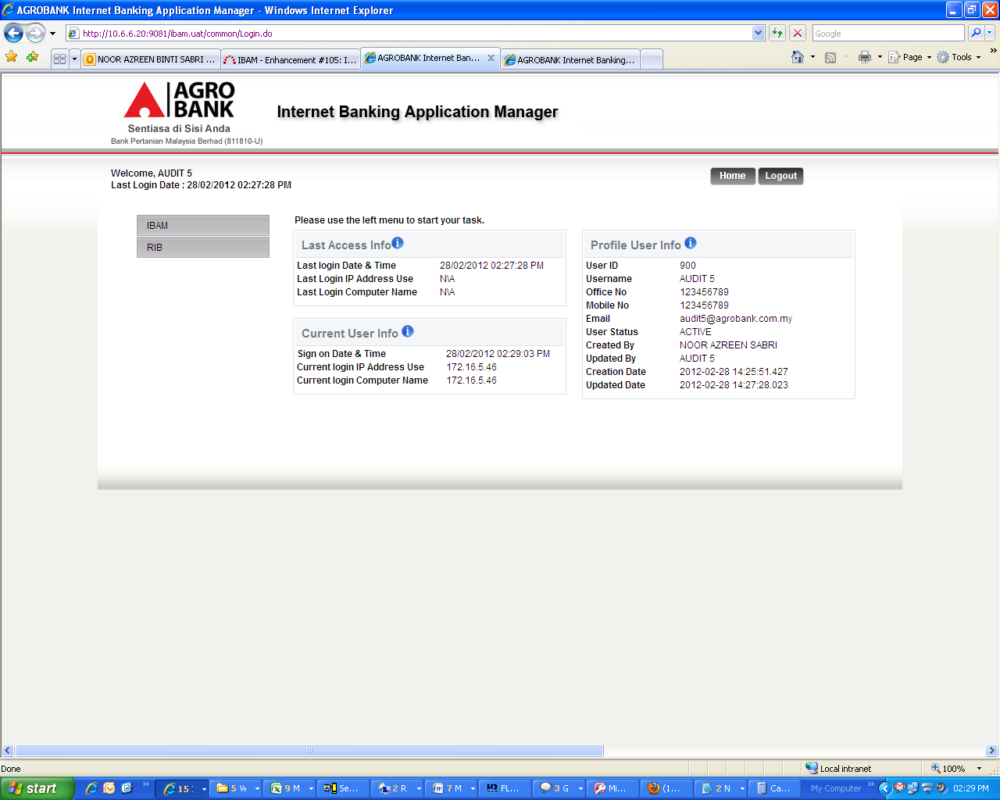 AGROBANK Internet Banking Application Manager - Windows Internet Explorer
http://10.6.6.20:9081/ibam.uat/common/Login.do
Google
NOOR AZREEN BINTI SABRI ...
IBAM - Enhancement #105: I...
AGROBANK Internet Ban...
AGROBANK Internet Banking...
Page
Tools
AGRO
BANK
Sentiasa di Sisi Anda
Bank Pertanian Malaysia Berhad (811810-U)
Internet Banking Application Manager
Welcome, AUDIT 5
Last Login Date : 28/02/2012 02:27:28 PM
Home
Logout
IBAM
RIB
Please use the left menu to start your task.
Last Access Info
Last login Date & Time 28/02/2012 02:27:28 PM
Last Login IP Address Use N\A
Last Login Computer Name N\A
Current User Info
Sign on Date & Time 28/02/2012 02:29:03 PM
Current login IP Address Use 172.16.5.46
Current login Computer Name 172.16.5.46
Profile User Info
User ID 900
Username AUDIT 5
Office No 123456789
Mobile No 123456789
Email audit5@agrobank.com.my
User Status ACTIVE
Created By NOOR AZREEN SABRI
Updated By AUDIT 5
Creation Date 2012-02-28 14:25:51.427
Updated Date 2012-02-28 14:27:28.023
Done
Local intranet
100%
start
15
5 W
9 M
Se...
2 R
7 M
FL...
3 G
Mi...
(1...
2 N
Ca...
My Computer
02:29 PM